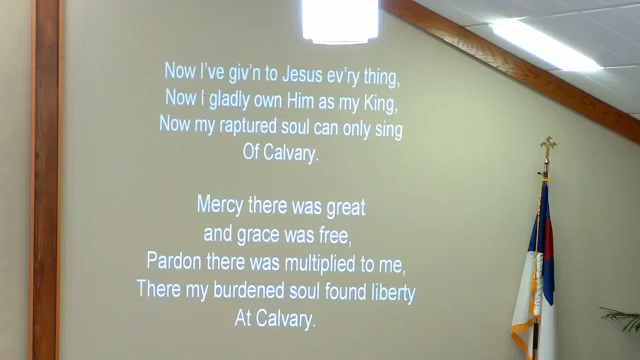 Now I've giv'n to Jesus ev'ry thing,
Now I gladly own Him as my King,
Now my raptured soul can only sing
Of Calvary.
Mercy there was great
and grace was free,
Pardon there was multiplied to me,
There my burdened soul found liberty
At Calvary.